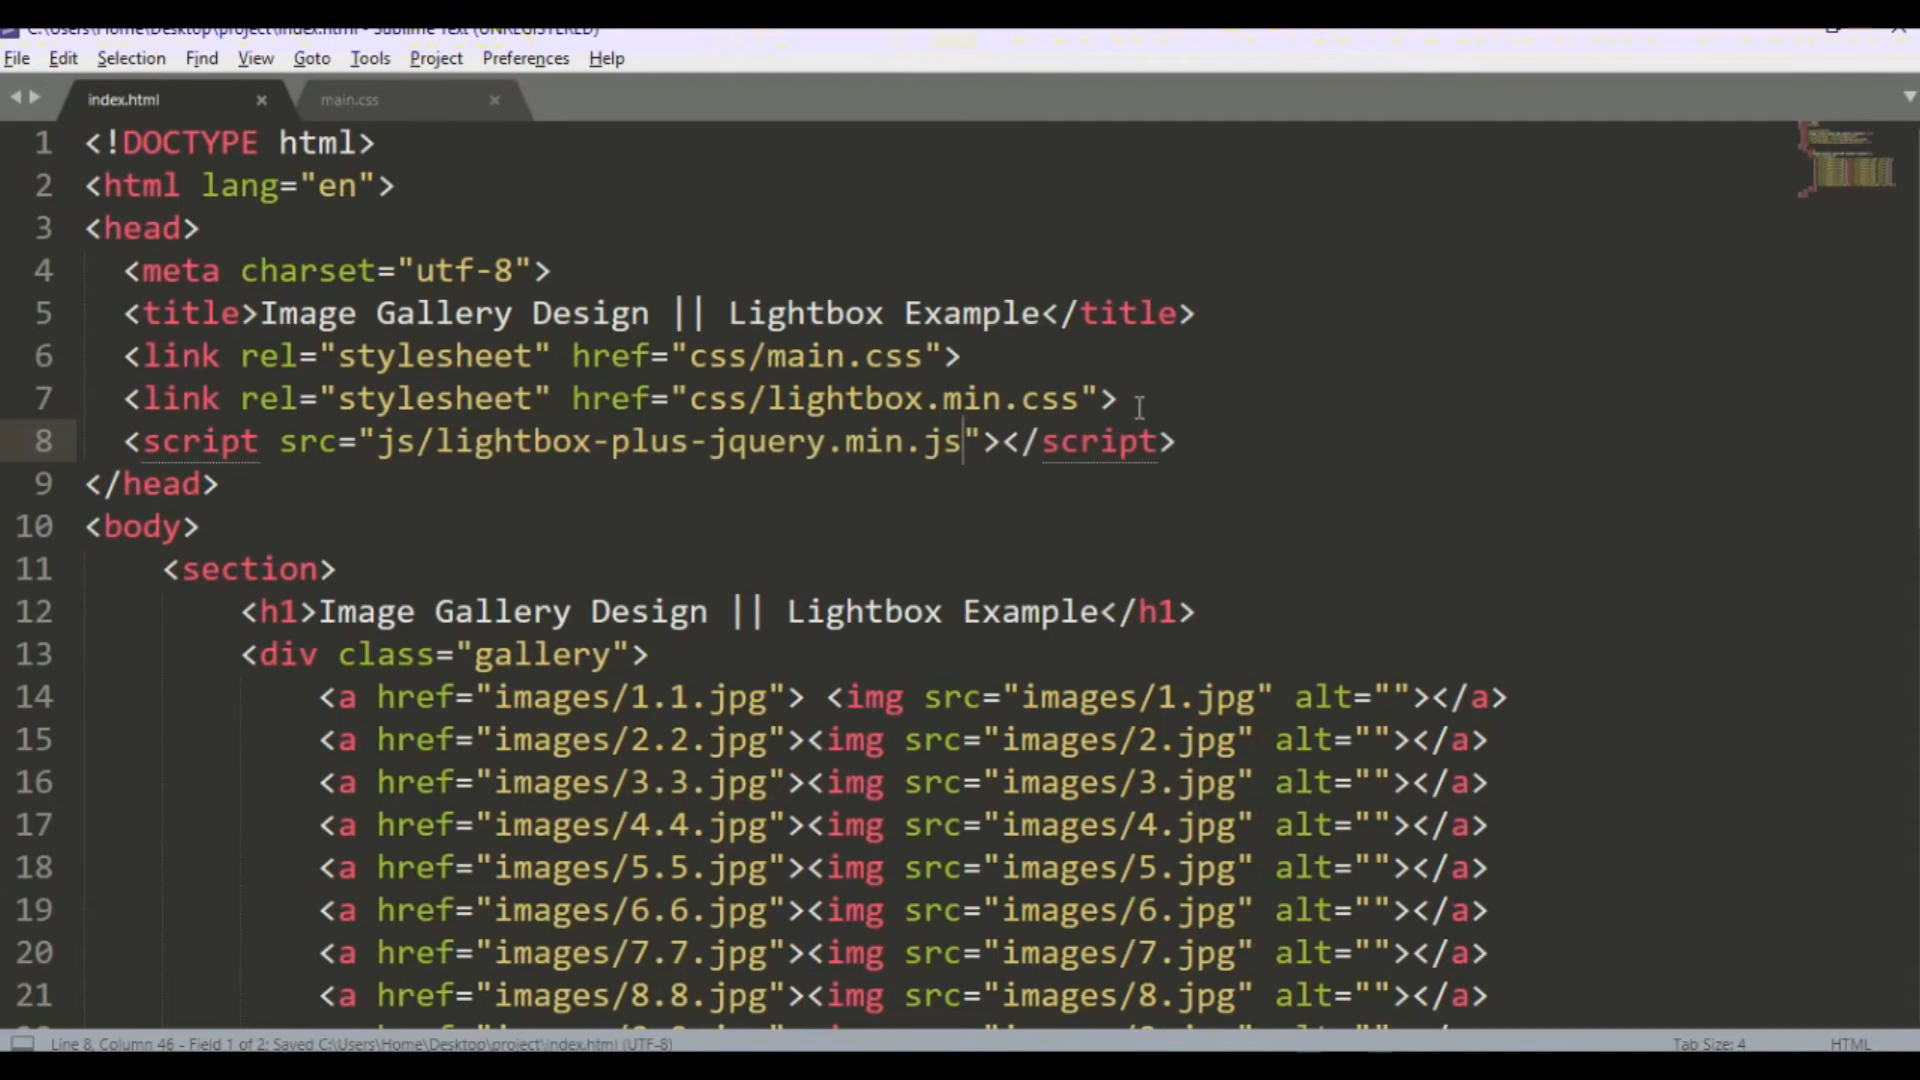 C:\Users\Home\Desktop\project\index.html - Sublime Text (UNREGISTERED)
File Edit Selection Find View Goto Tools Project Preferences Help
index.html × main.css ×
1 <!DOCTYPE html>
2 <html lang="en">
3 <head>
4 <meta charset="utf-8">
5 <title>Image Gallery Design || Lightbox Example</title>
6 <link rel="stylesheet" href="css/main.css">
7 <link rel="stylesheet" href="css/lightbox.min.css">
8 <script src="js/lightbox-plus-jquery.min.js"></script>
9 </head>
10 <body>
11 <section>
12 <h1>Image Gallery Design || Lightbox Example</h1>
13 <div class="gallery">
14 <a href="images/1.1.jpg"> <img src="images/1.jpg" alt=""></a>
15 <a href="images/2.2.jpg"><img src="images/2.jpg" alt=""></a>
16 <a href="images/3.3.jpg"><img src="images/3.jpg" alt=""></a>
17 <a href="images/4.4.jpg"><img src="images/4.jpg" alt=""></a>
18 <a href="images/5.5.jpg"><img src="images/5.jpg" alt=""></a>
19 <a href="images/6.6.jpg"><img src="images/6.jpg" alt=""></a>
20 <a href="images/7.7.jpg"><img src="images/7.jpg" alt=""></a>
21 <a href="images/8.8.jpg"><img src="images/8.jpg" alt=""></a>
Line 8, Column 46 - Field 1 of 2: Saved C:\Users\Home\Desktop\project\index.html (UTF-8) Tab Size: 4 HTML